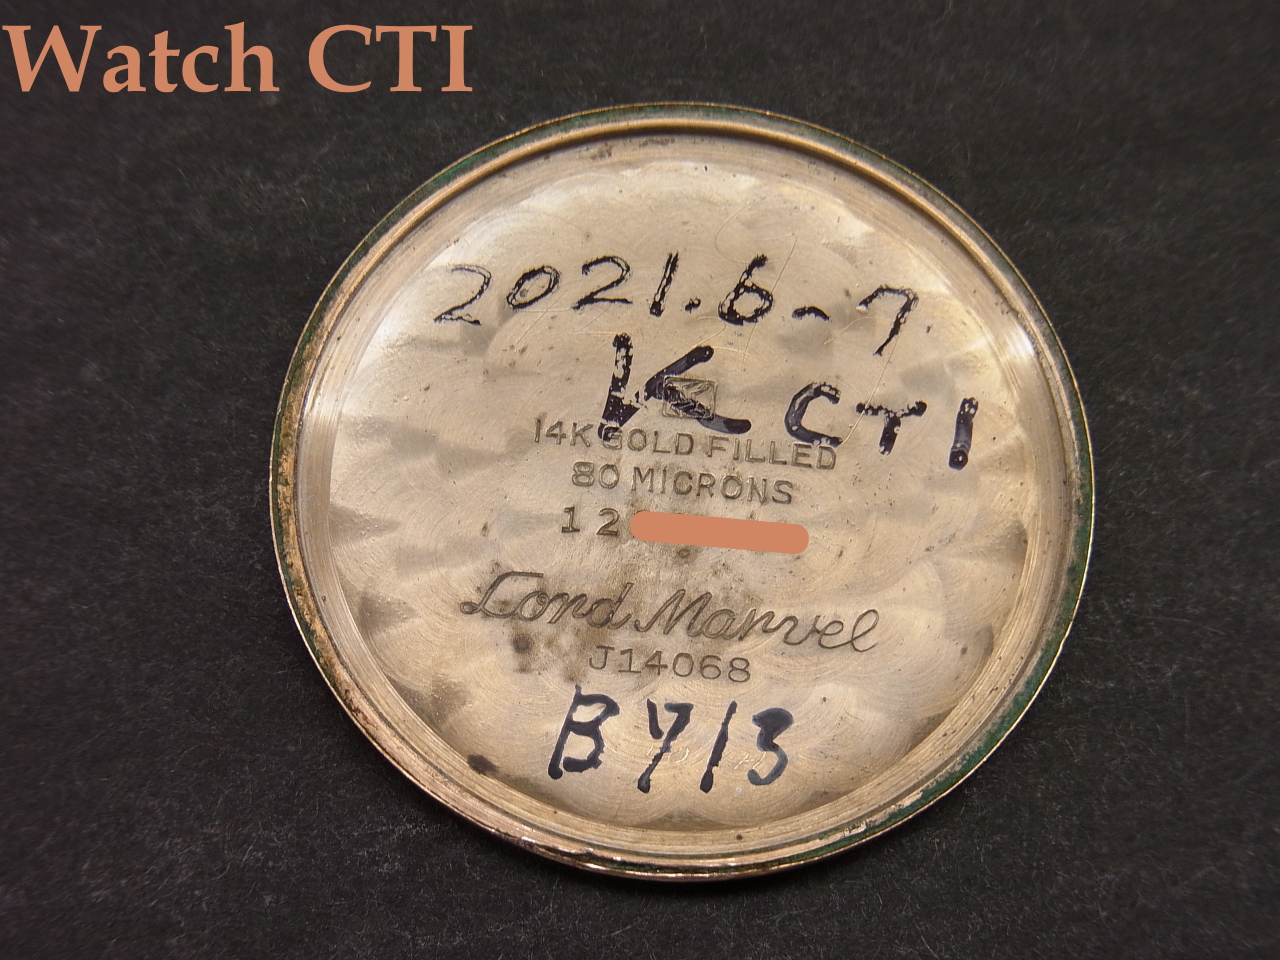 Watch CTI
2021.6-7
K CTI
14K GOLD FILLED
80 MICRONS
12
Lord Marvel
J14068
B713